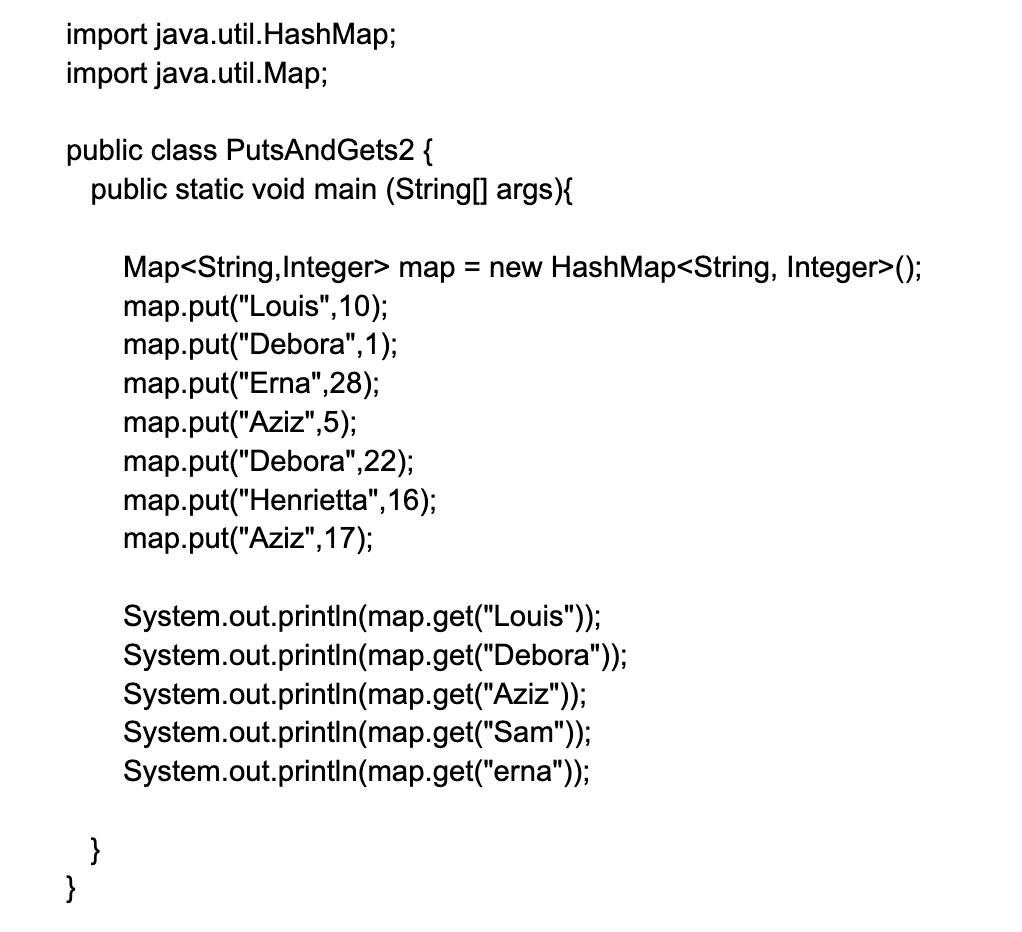 import java.util.HashMap;
import java.util.Map;
public class PutsAndGets2 {
public static void main (String[] args){
Map<String,Integer> map = new HashMap<String, Integer>();
map.put("Louis",10);
map.put("Debora",1);
map.put("Erna",28);
map.put("Aziz",5);
map.put("Debora",22);
map.put("Henrietta",16);
map.put("Aziz",17);
System.out.println(map.get("Louis"));
System.out.println(map.get("Debora"));
System.out.println(map.get("Aziz"));
System.out.println(map.get("Sam"));
System.out.println(map.get("erna"));
}
}